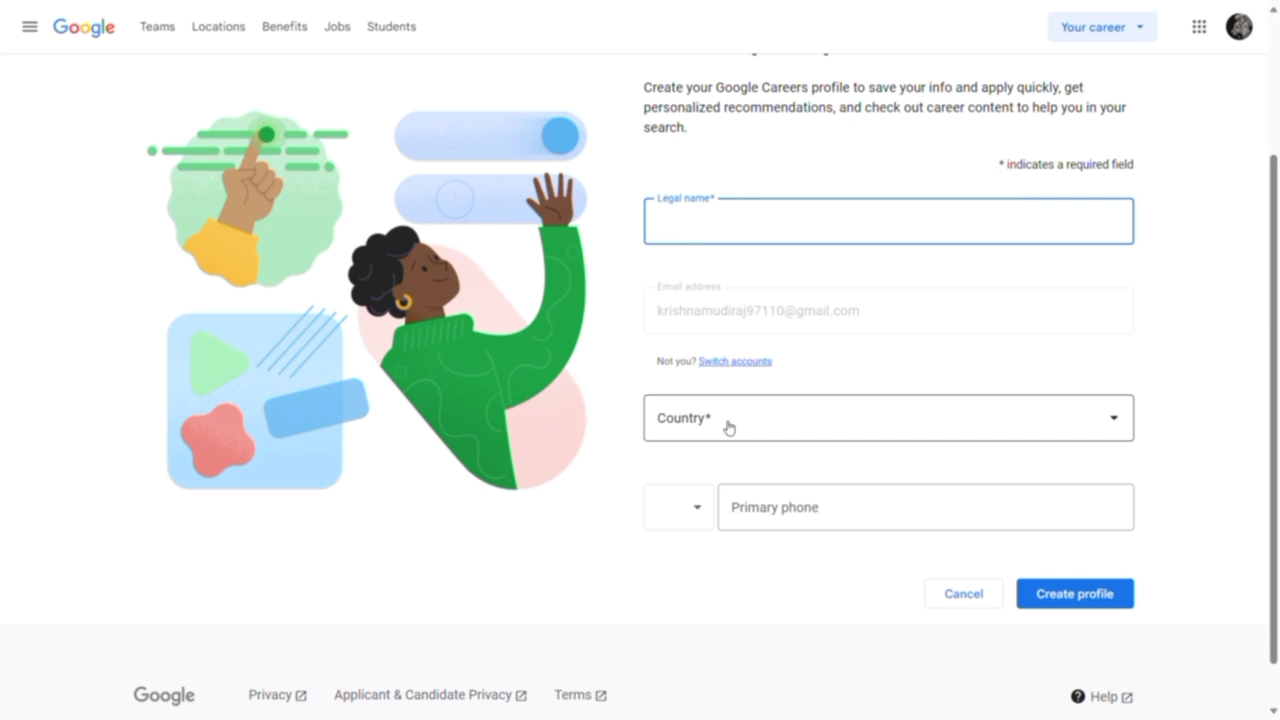 Google
Teams
Locations
Benefits
Jobs
Students
Your career
Create your Google Careers profile to save your info and apply quickly, get
personalized recommendations, and check out career content to help you in your
search.
* indicates a required field
Legal name*
Email address
krishnamudiraj97110@gmail.com
Not you? Switch accounts
Country*
Primary phone
Cancel
Create profile
Google
Privacy
Applicant & Candidate Privacy
Terms
Help